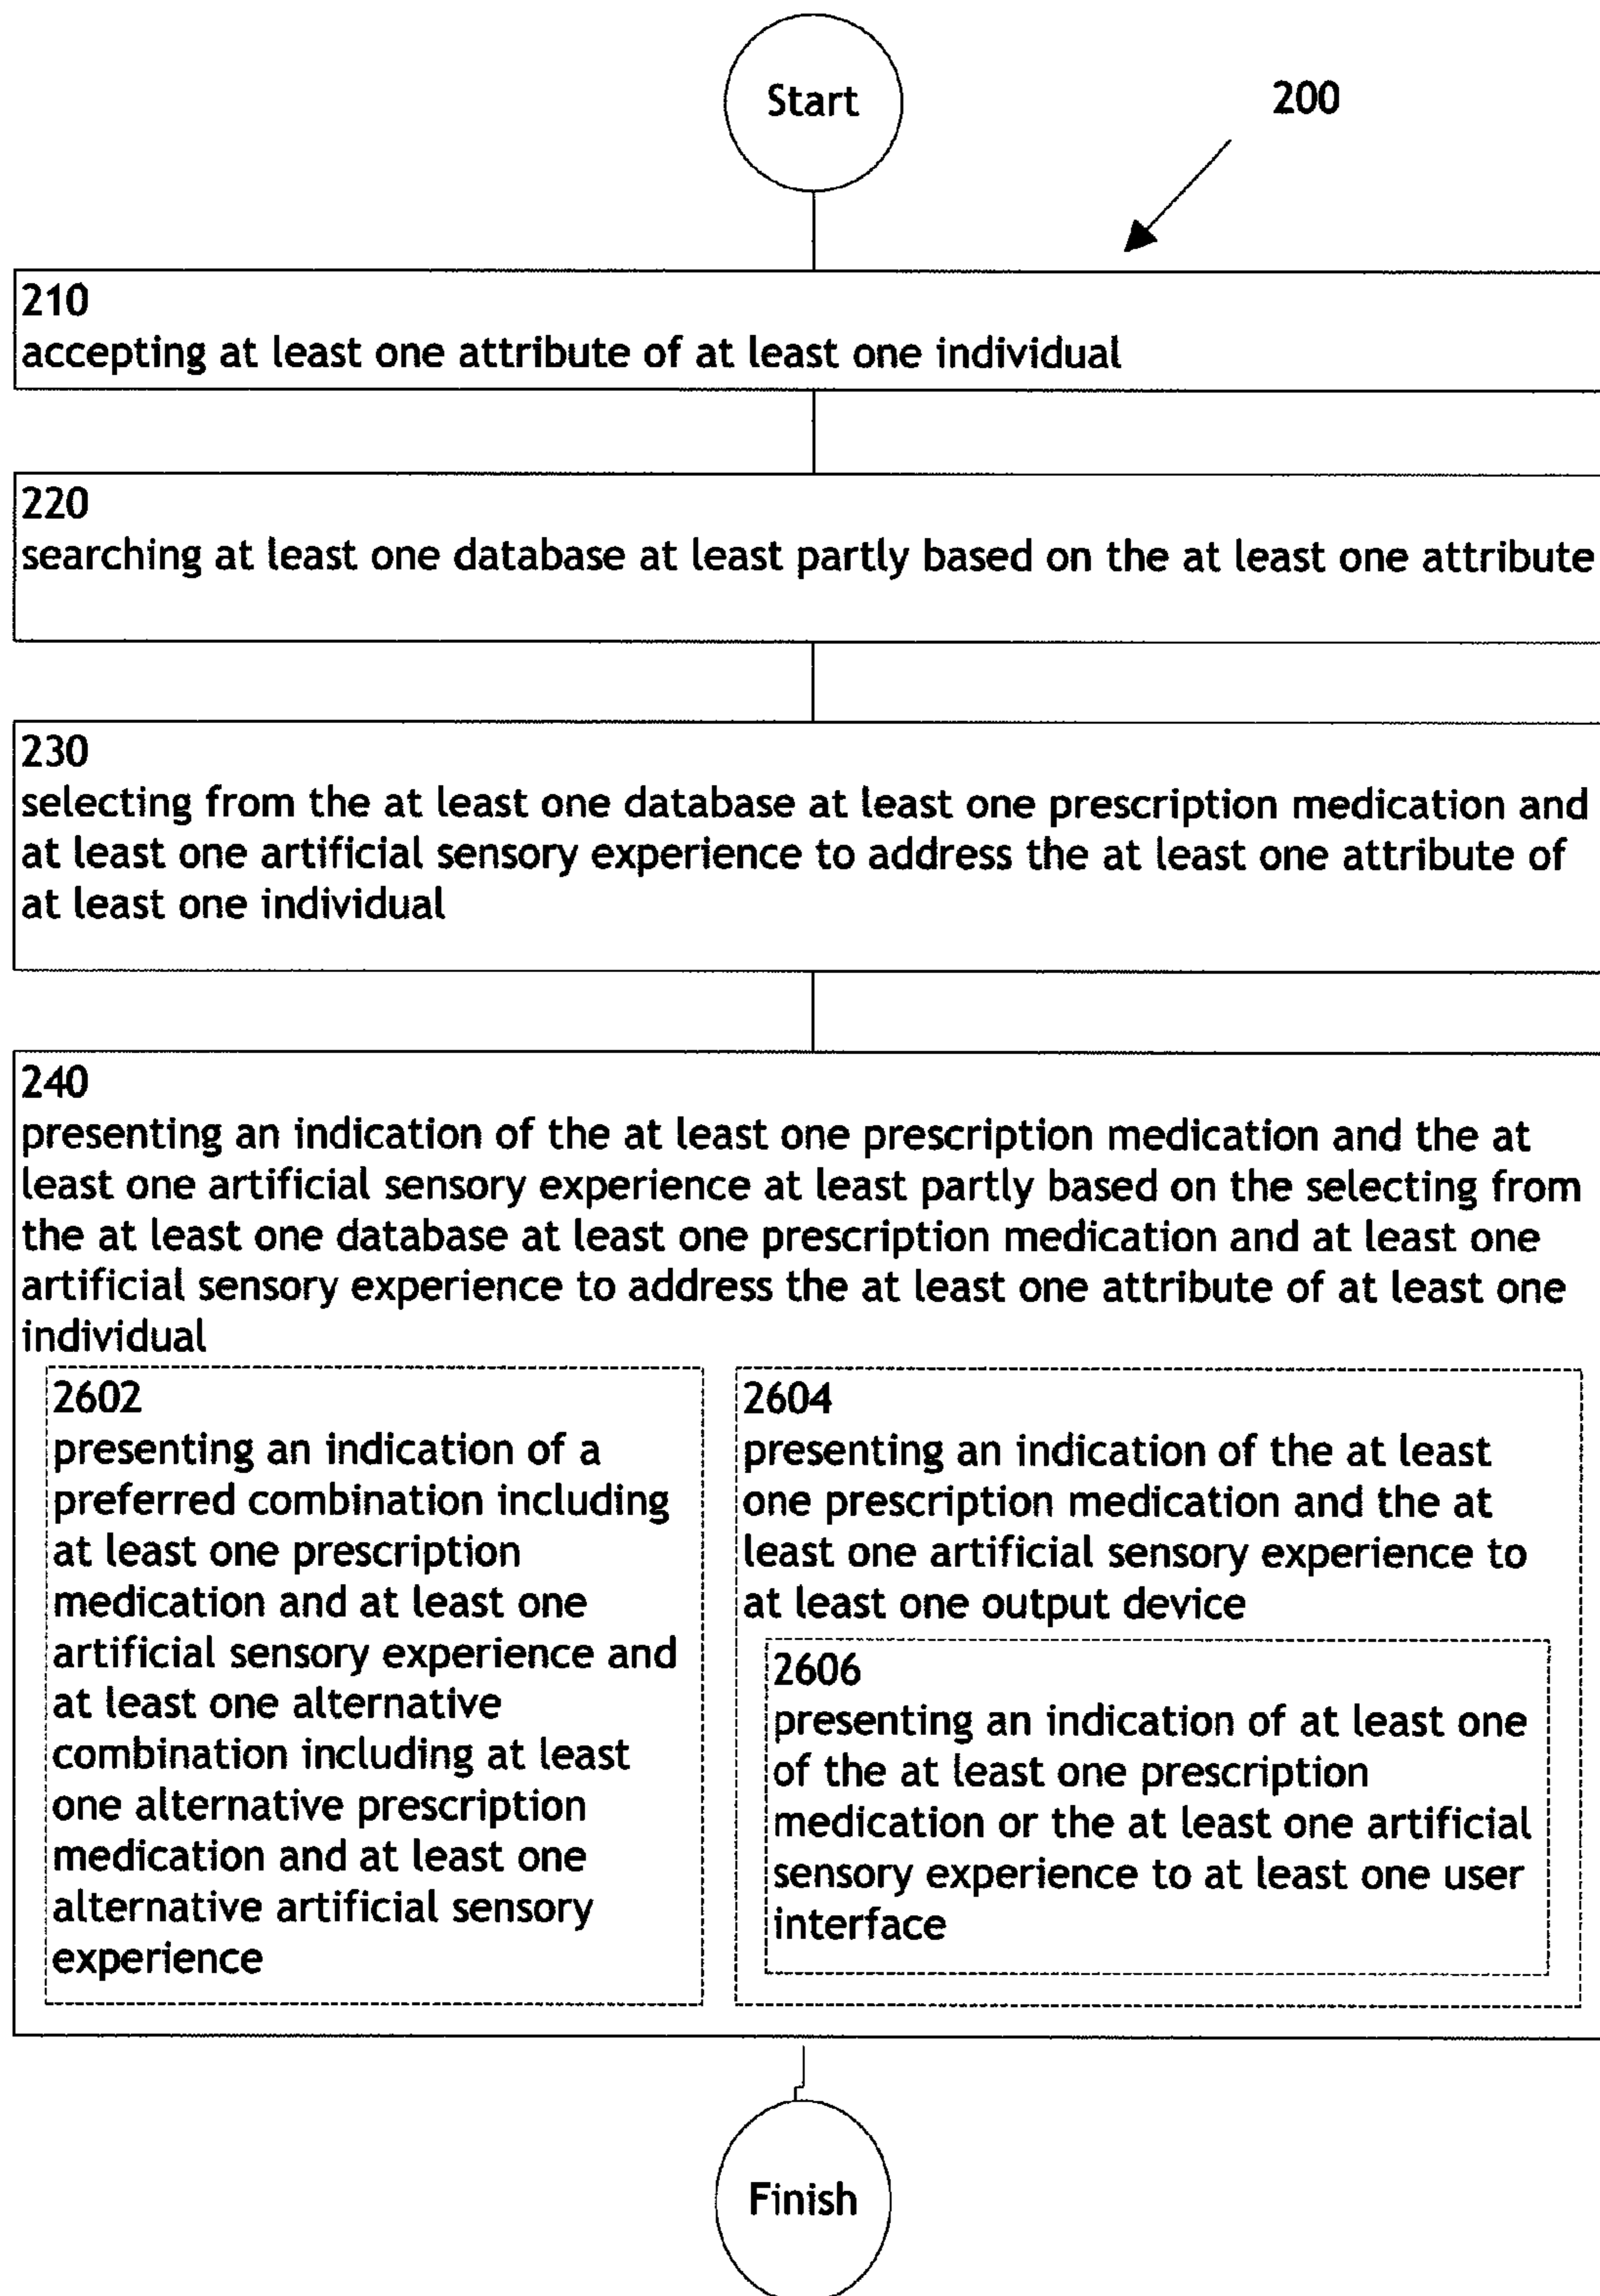 Start
200
210
accepting at least one attribute of at least one individual
220
searching at least one database at least partly based on the at least one attribute
230
selecting from the at least one database at least one prescription medication and
at least one artificial sensory experience to address the at least one attribute of
at least one individual
240
presenting an indication of the at least one prescription medication and the at
least one artificial sensory experience at least partly based on the selecting from
the at least one database at least one prescription medication and at least one
artificial sensory experience to address the at least one attribute of at least one
individual
2602
presenting an indication of a
preferred combination including
at least one prescription
medication and at least one
artificial sensory experience and
at least one alternative
combination including at least
one alternative prescription
medication and at least one
alternative artificial sensory
experience
2604
presenting an indication of the at least
one prescription medication and the at
least one artificial sensory experience to
at least one output device
2606
presenting an indication of at least one
of the at least one prescription
medication or the at least one artificial
sensory experience to at least one user
interface
Finish